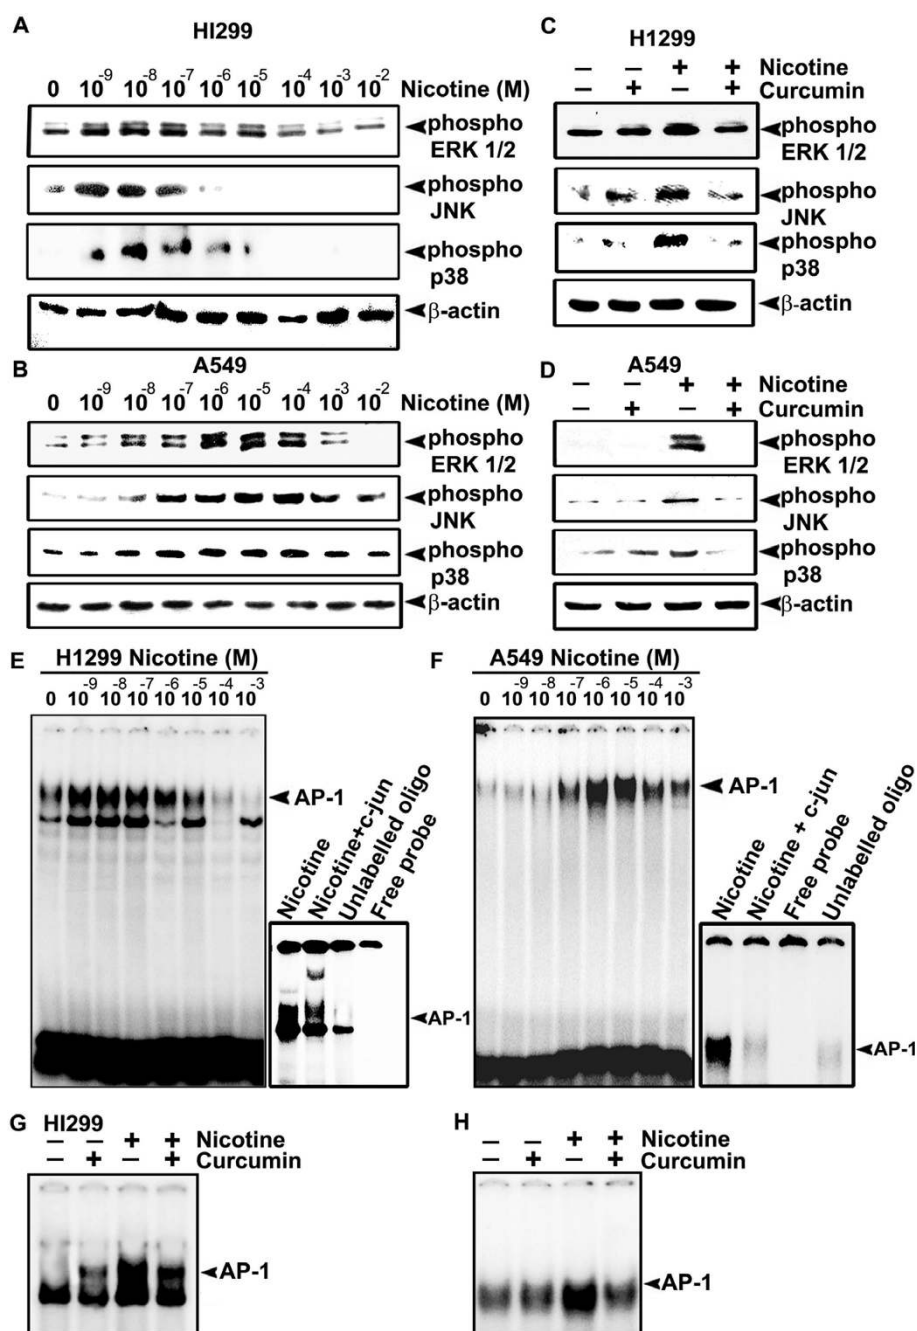 A
HI299
0 10-9 10-8 10-7 10-6 10-5 10-4 10-3 10-2 Nicotine (M)
phospho
ERK 1/2
phospho
JNK
phospho
p38
β-actin
C
H1299
– – + + Nicotine
– + – + Curcumin
phospho
ERK 1/2
phospho
JNK
phospho
p38
β-actin
B
A549
0 10-9 10-8 10-7 10-6 10-5 10-4 10-3 10-2 Nicotine (M)
phospho
ERK 1/2
phospho
JNK
phospho
p38
β-actin
D
A549
– – + + Nicotine
– + – + Curcumin
phospho
ERK 1/2
phospho
JNK
phospho
p38
β-actin
E
H1299 Nicotine (M)
0 10-9 10-8 10-7 10-6 10-5 10-4 10-3
AP-1
Nicotine
Nicotine+c-jun
Unlabelled oligo
Free probe
AP-1
F
A549 Nicotine (M)
0 10-9 10-8 10-7 10-6 10-5 10-4 10-3
AP-1
Nicotine
Nicotine + c-jun
Free probe
Unlabelled oligo
AP-1
G
HI299
– – + + Nicotine
– + – + Curcumin
AP-1
H
– – + + Nicotine
– + – + Curcumin
AP-1